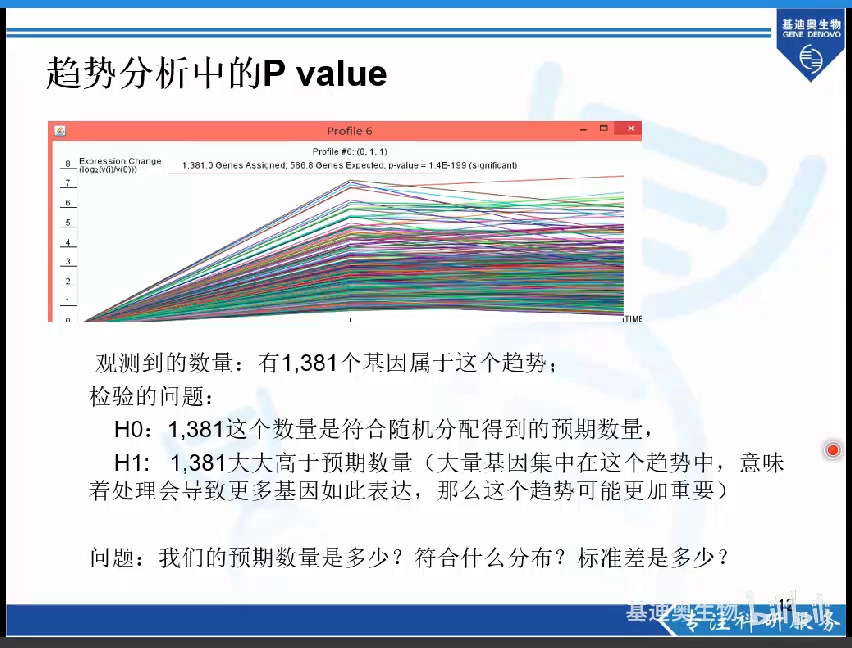 基迪奥生物
GENE DENOVO
趋势分析中的P value
Profile 6
Profile #6: (0, 1, 1)
1,381.0 Genes Assigned; 566.8 Genes Expected; p-value = 1.4E-199 (significant)
Expression Change
(log₂(v(i)/v(0)))
8
7
6
5
4
3
2
0
TIME
观测到的数量：有1,381个基因属于这个趋势；
检验的问题：
H0：1,381这个数量是符合随机分配得到的预期数量，
H1： 1,381大大高于预期数量（大量基因集中在这个趋势中，意味
着处理会导致更多基因如此表达，那么这个趋势可能更加重要）
问题：我们的预期数量是多少？符合什么分布？标准差是多少？
12
基迪奥生物
bilibili
专注科研服务